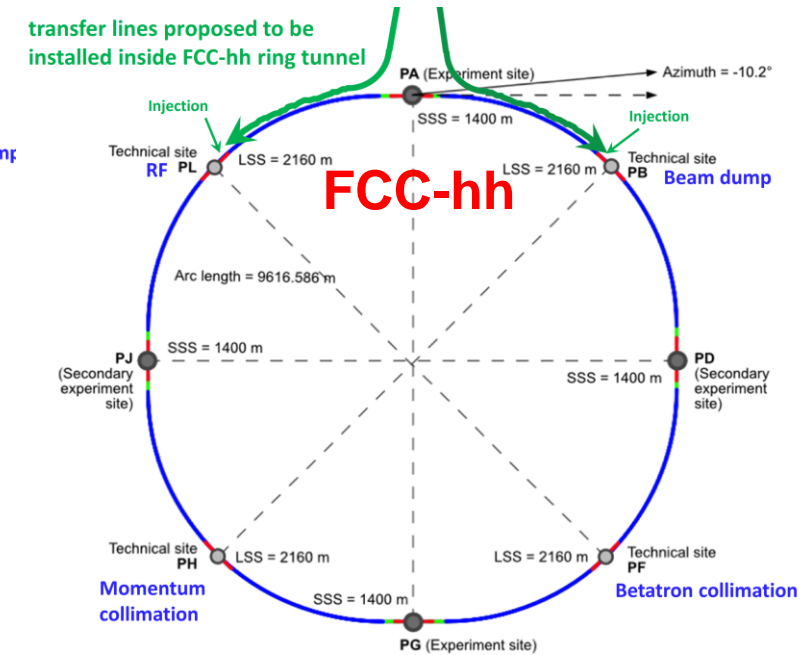 transfer lines proposed to be
installed inside FCC-hh ring tunnel
PA (Experiment site)
Azimuth = -10.2°
SSS = 1400 m
Injection
Injection
Technical site
RF PL
LSS = 2160 m
LSS = 2160 m
Technical site
PB
Beam dump
FCC-hh
Arc length = 9616.586 m
SSS = 1400 m
PJ
(Secondary
experiment
site)
SSS = 1400 m
PD
(Secondary
experiment
site)
Technical site
PH
LSS = 2160 m
Momentum
collimation
LSS = 2160 m
Technical site
PF
Betatron collimation
SSS = 1400 m
PG (Experiment site)